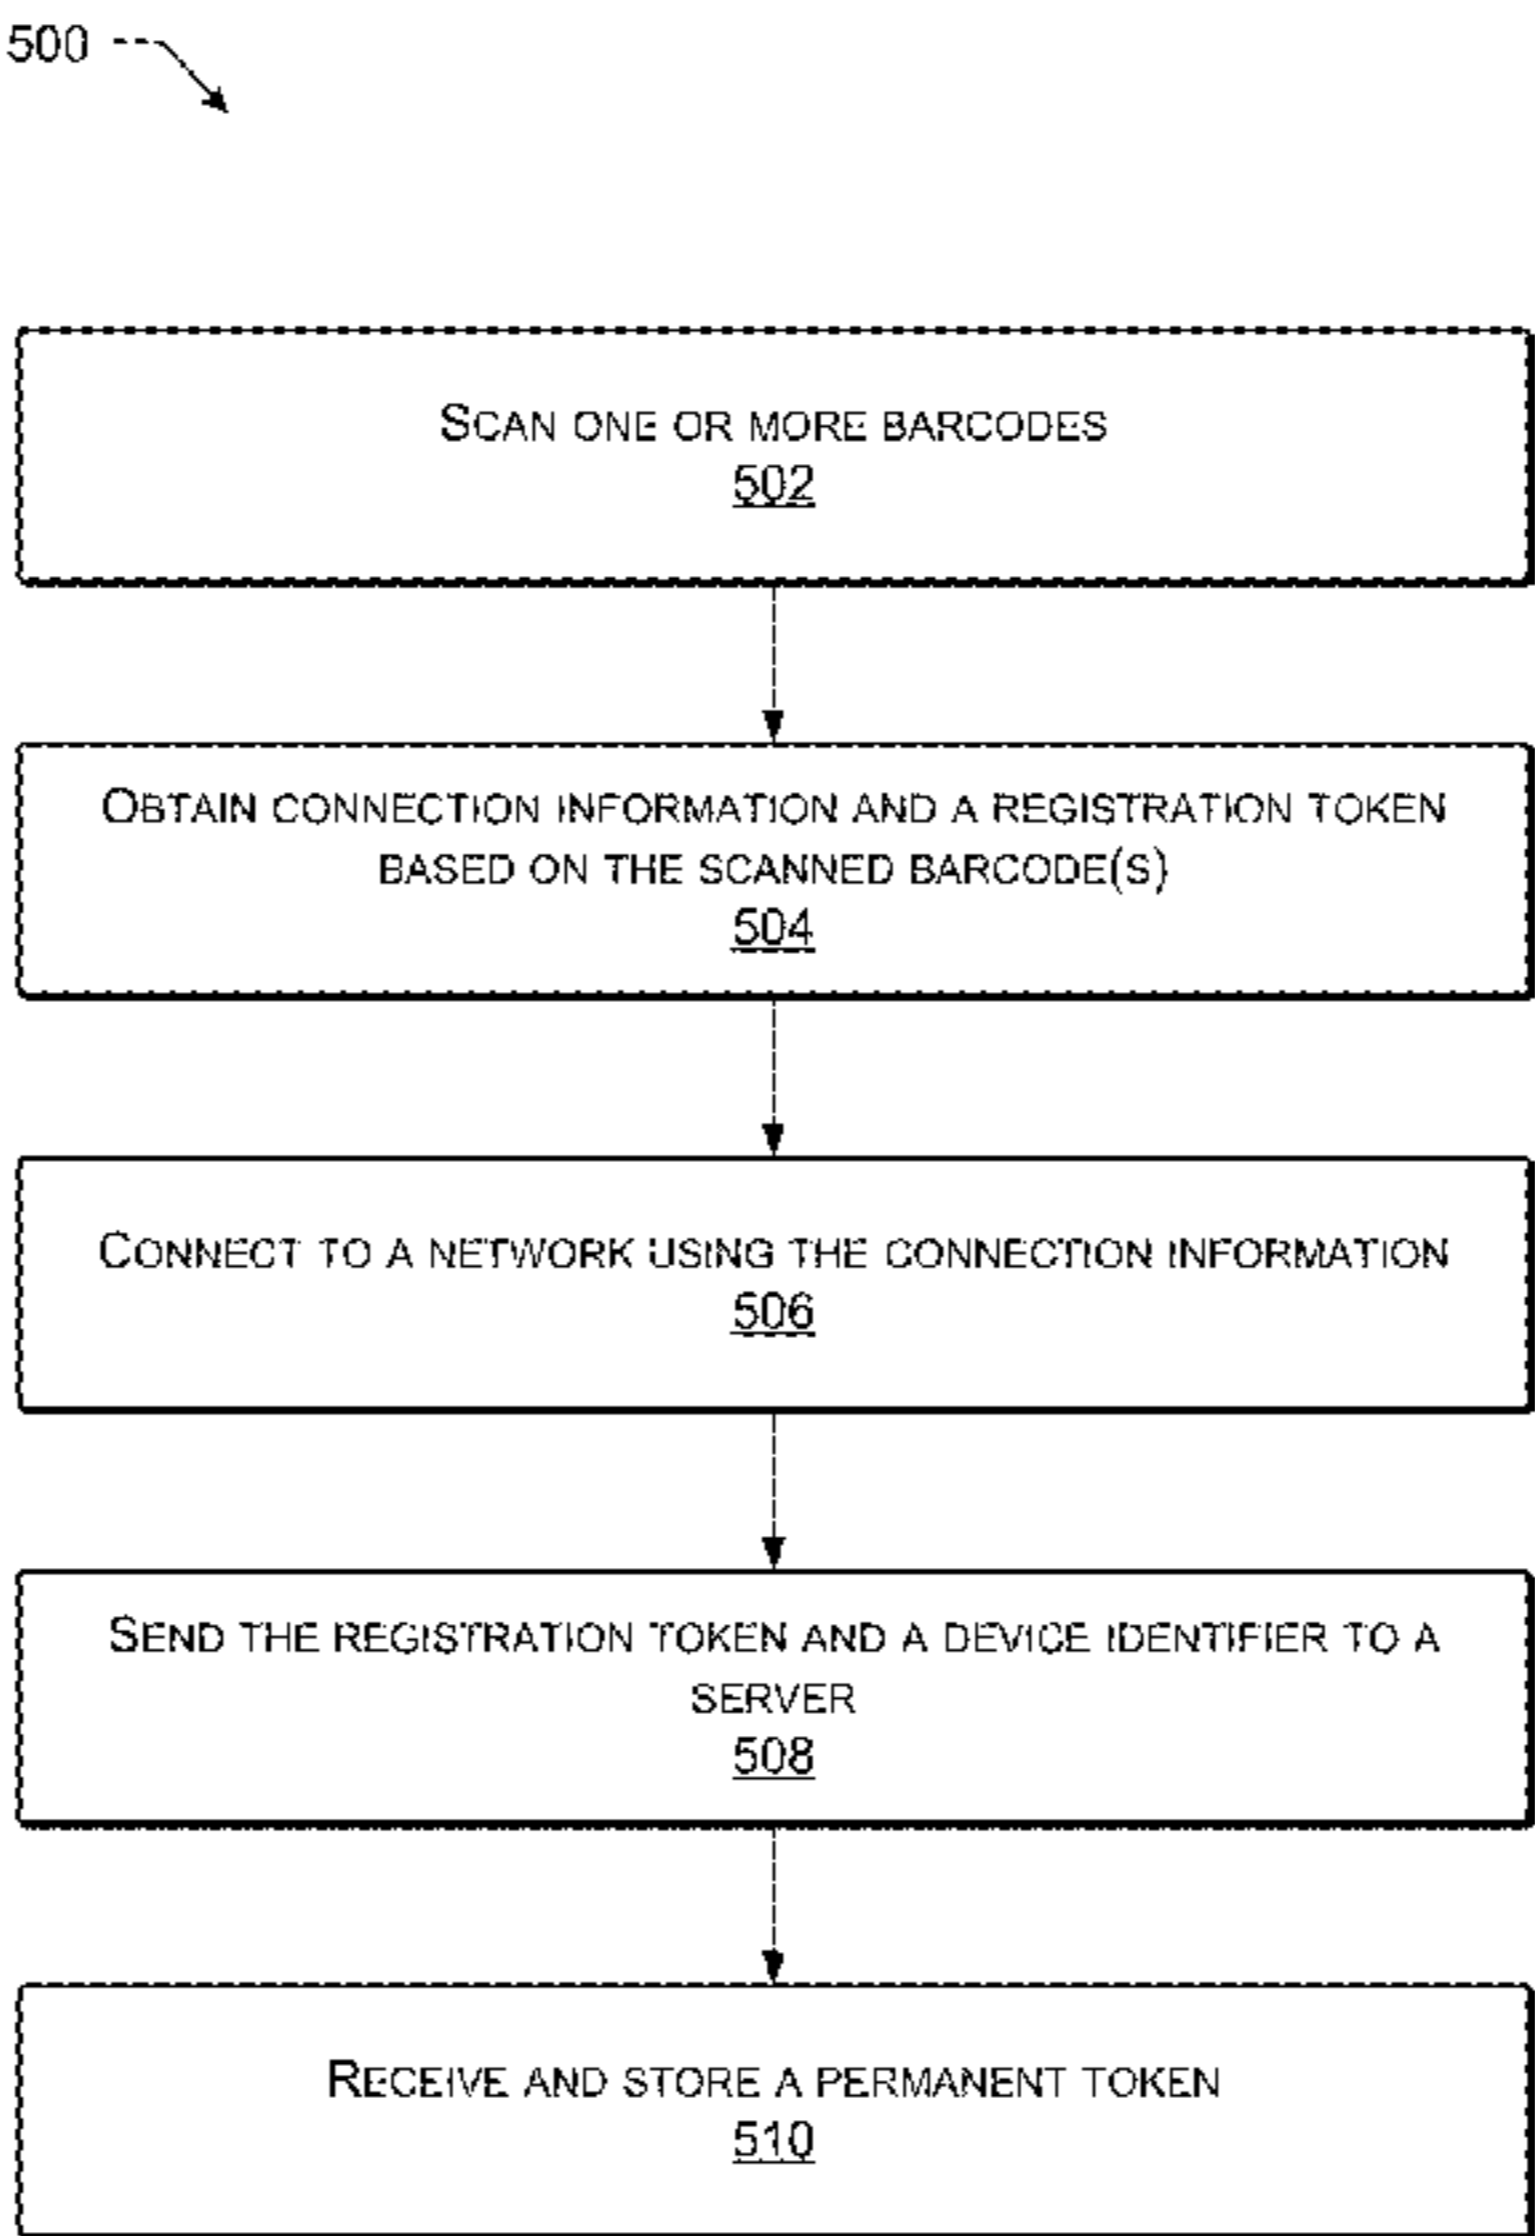 500
SCAN ONE OR MORE BARCODES
502
OBTAIN CONNECTION INFORMATION AND A REGISTRATION TOKEN
BASED ON THE SCANNED BARCODE(S)
504
CONNECT TO A NETWORK USING THE CONNECTION INFORMATION
506
SEND THE REGISTRATION TOKEN AND A DEVICE IDENTIFIER TO A
SERVER
508
RECEIVE AND STORE A PERMANENT TOKEN
510